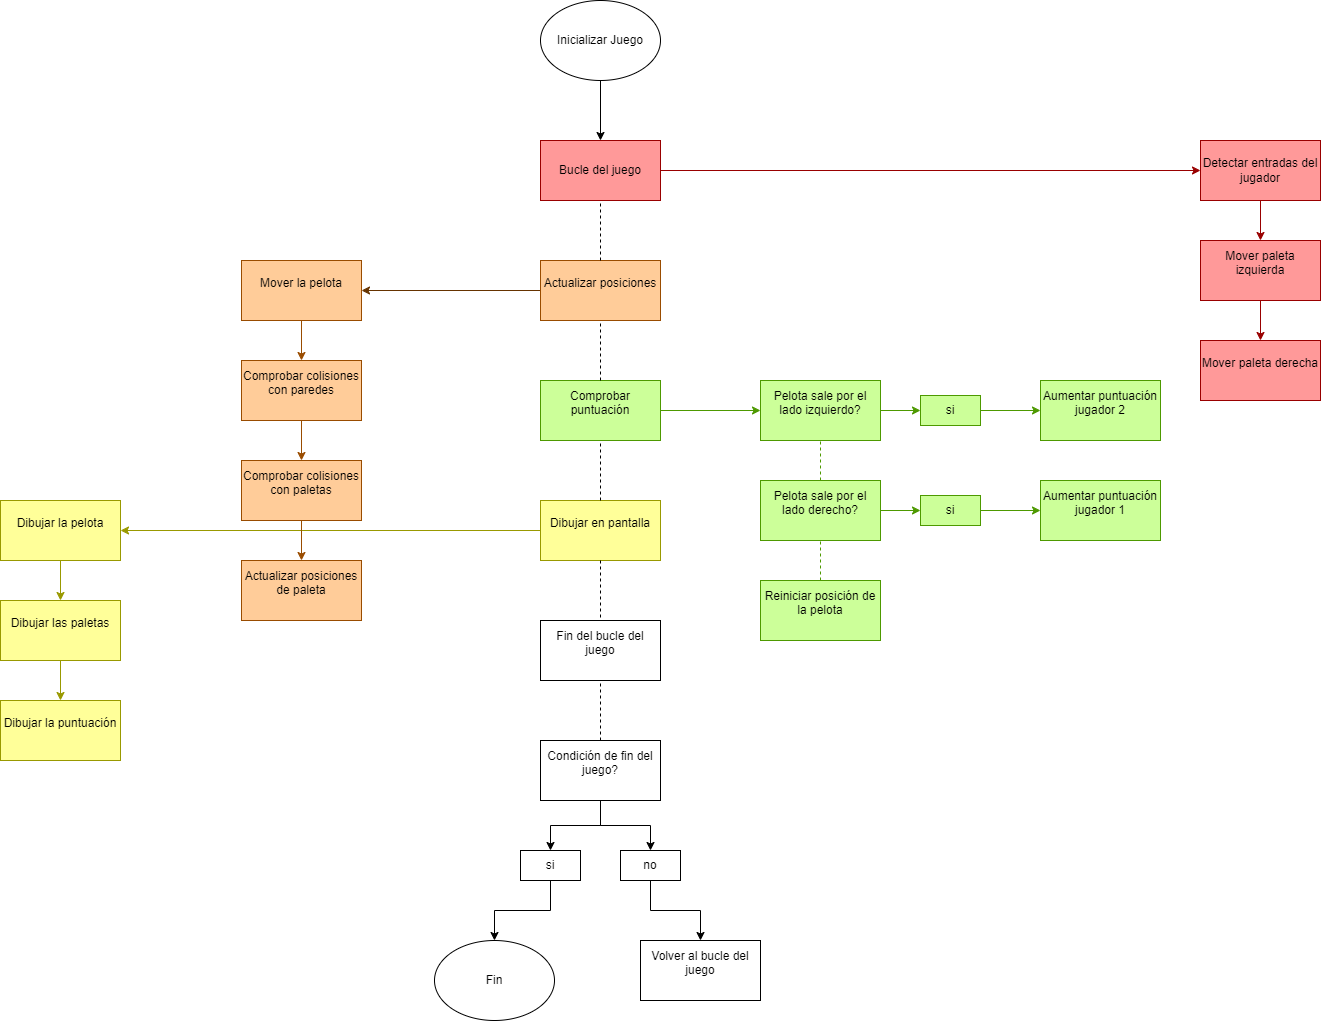 Inicializar Juego
Bucle del juego
Detectar entradas del
jugador
Mover paleta
izquierda
Mover paleta derecha
Actualizar posiciones
Mover la pelota
Comprobar colisiones
con paredes
Comprobar colisiones
con paletas
Actualizar posiciones
de paleta
Comprobar
puntuación
Pelota sale por el
lado izquierdo?
si
Aumentar puntuación
jugador 2
Pelota sale por el
lado derecho?
si
Aumentar puntuación
jugador 1
Reiniciar posición de
la pelota
Dibujar en pantalla
Dibujar la pelota
Dibujar las paletas
Dibujar la puntuación
Fin del bucle del
juego
Condición de fin del
juego?
si
no
Fin
Volver al bucle del
juego